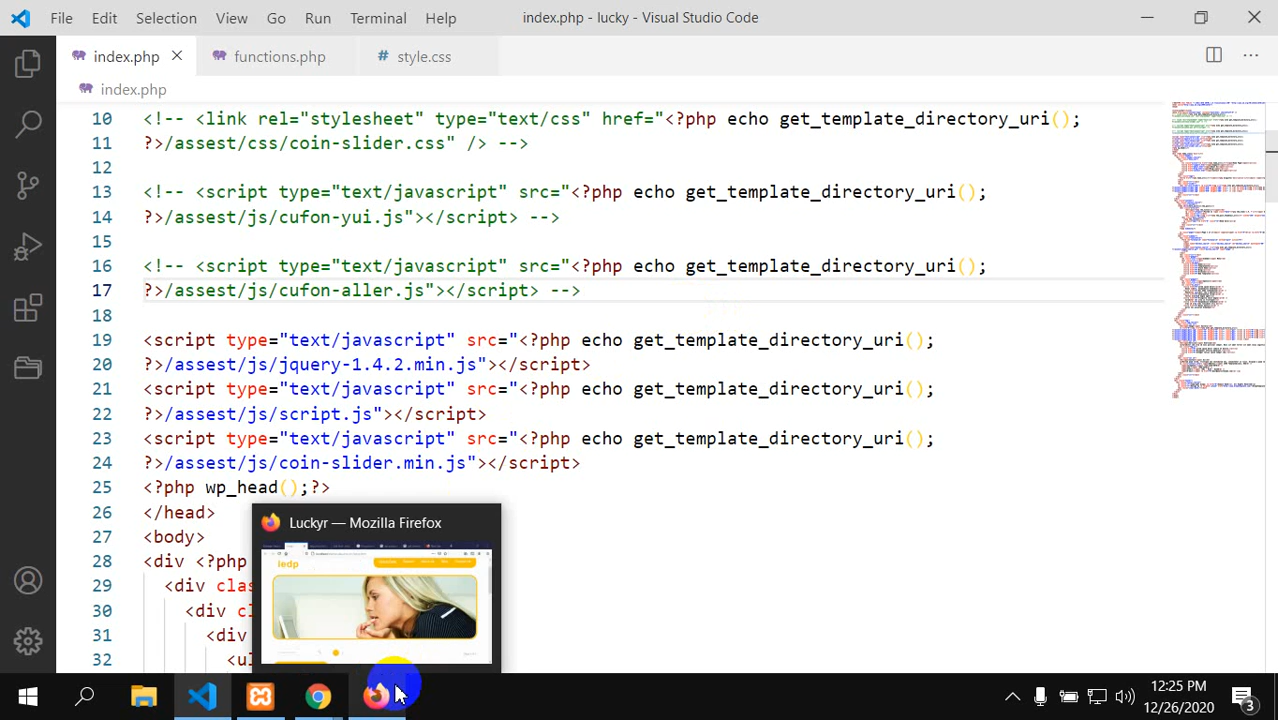 File Edit Selection View Go Run Terminal Help index.php - lucky - Visual Studio Code
index.php functions.php style.css
index.php
10 <!-- <link rel="stylesheet" type="text/css" href="<?php echo get_template_directory_uri();
11 ?>/assest/css/coin-slider.css" /> -->
12
13 <!-- <script type="text/javascript" src="<?php echo get_template_directory_uri();
14 ?>/assest/js/cufon-yui.js"></script> -->
15
16 <!-- <script type="text/javascript" src="<?php echo get_template_directory_uri();
17 ?>/assest/js/cufon-aller.js"></script> -->
18
19 <script type="text/javascript" src="<?php echo get_template_directory_uri();
20 ?>/assest/js/jquery-1.4.2.min.js"></script>
21 <script type="text/javascript" src="<?php echo get_template_directory_uri();
22 ?>/assest/js/script.js"></script>
23 <script type="text/javascript" src="<?php echo get_template_directory_uri();
24 ?>/assest/js/coin-slider.min.js"></script>
25 <?php wp_head();?>
26 </head>
27 <body>
28 <div <?php
29 <div clas
30 <div cl
31 <div
32 <ul
Luckyr — Mozilla Firefox
iedp
12:25 PM
12/26/2020
3